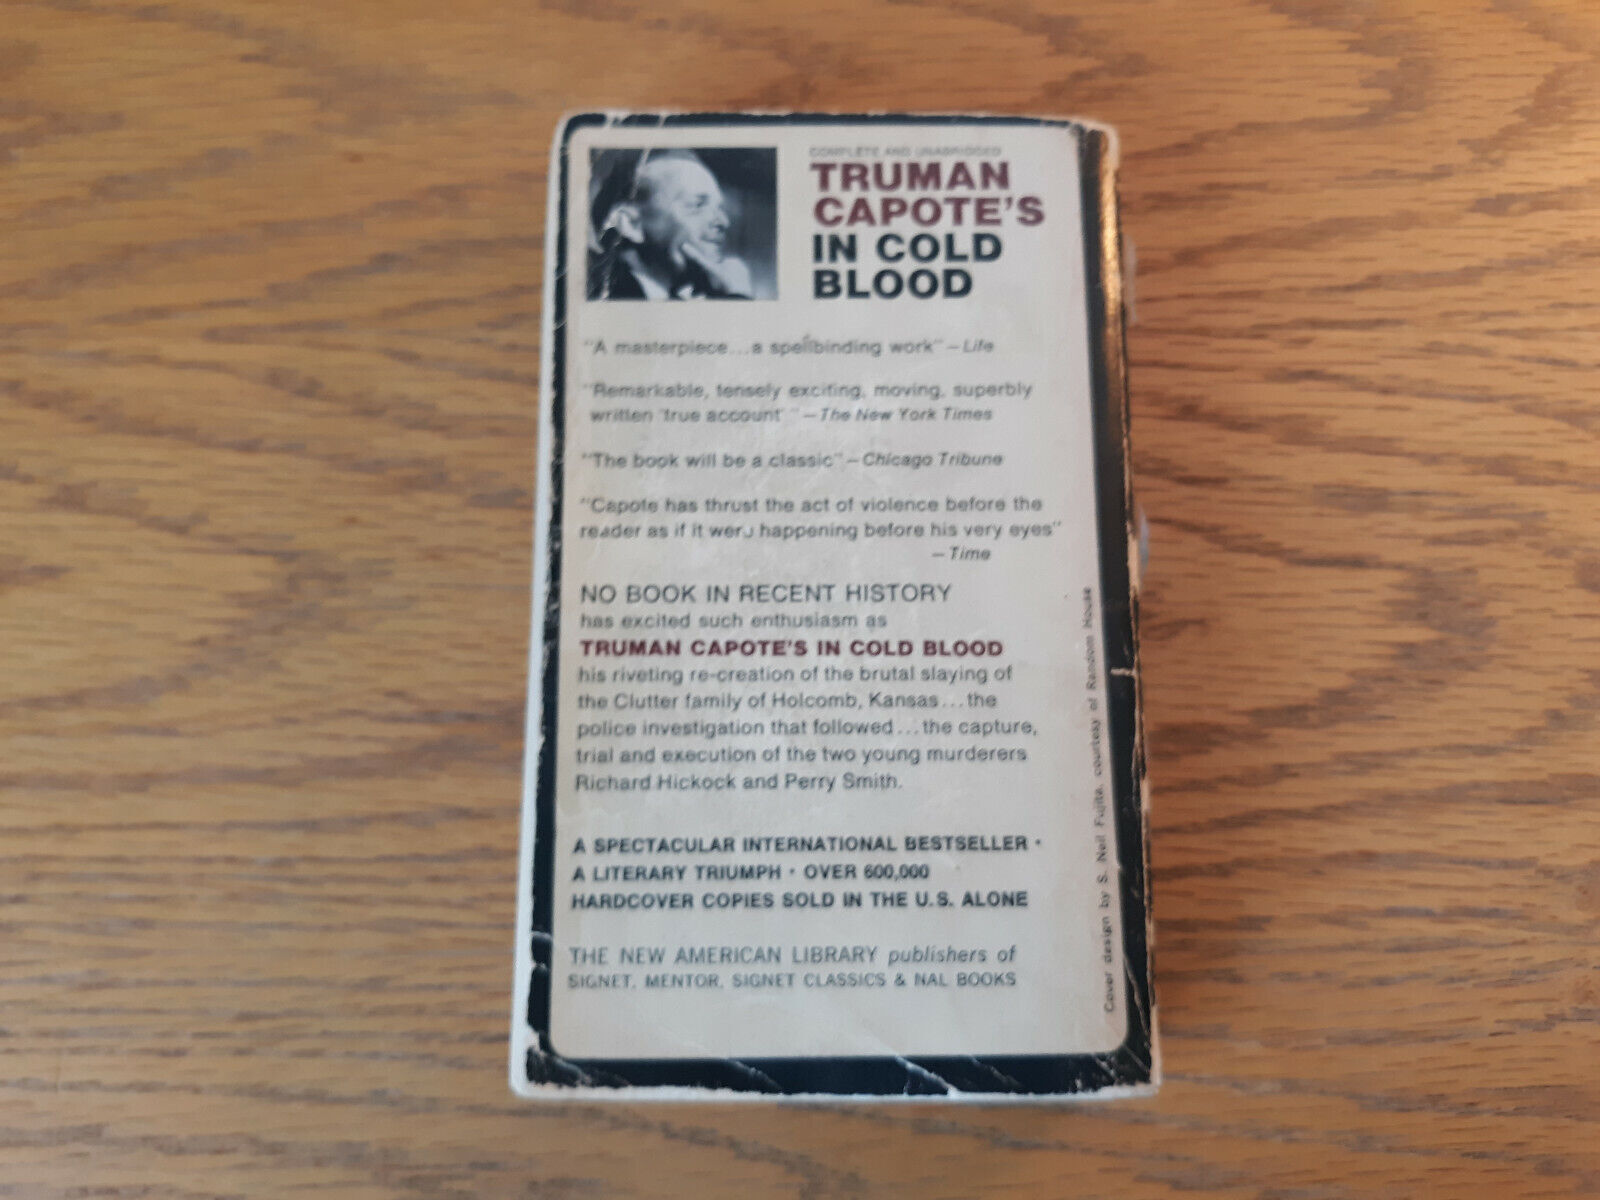 COMPLETE AND UNABRIDGED
TRUMAN
CAPOTE'S
IN COLD
BLOOD
"A masterpiece...a spellbinding work" – Life
"Remarkable, tensely exciting, moving, superbly
written 'true account' " – The New York Times
"The book will be a classic" – Chicago Tribune
"Capote has thrust the act of violence before the
reader as if it were happening before his very eyes"
– Time
NO BOOK IN RECENT HISTORY
has excited such enthusiasm as
TRUMAN CAPOTE'S IN COLD BLOOD
his riveting re-creation of the brutal slaying of
the Clutter family of Holcomb, Kansas...the
police investigation that followed...the capture,
trial and execution of the two young murderers
Richard Hickock and Perry Smith.
A SPECTACULAR INTERNATIONAL BESTSELLER •
A LITERARY TRIUMPH • OVER 600,000
HARDCOVER COPIES SOLD IN THE U.S. ALONE
THE NEW AMERICAN LIBRARY publishers of
SIGNET, MENTOR, SIGNET CLASSICS & NAL BOOKS
Cover design by S. Neil Fujita, courtesy of Random House